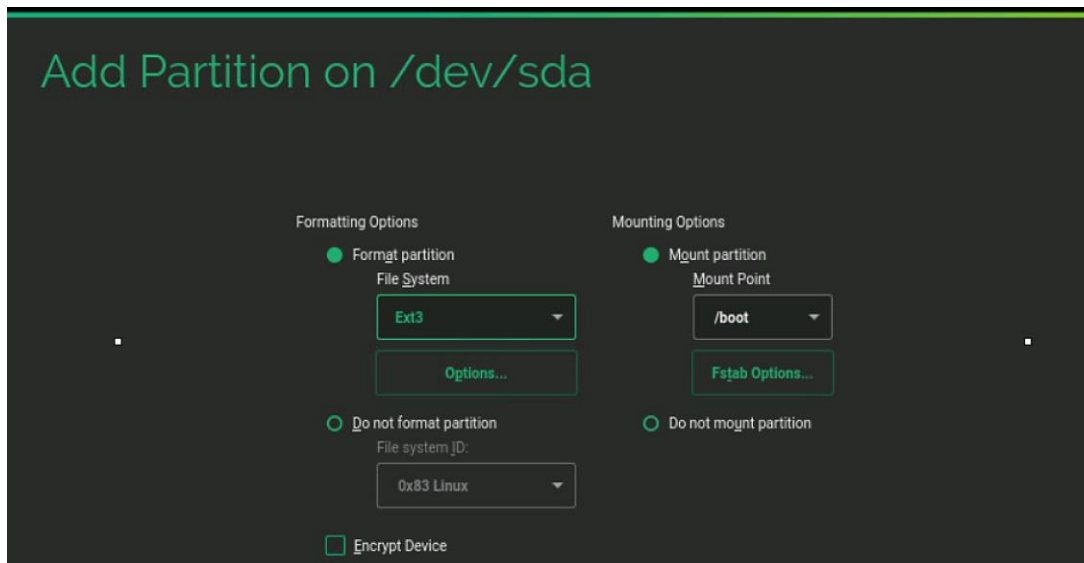 Add Partition on /dev/sda
Formatting Options
Format partition
File System
Ext3
Options...
Do not format partition
File system ID:
0x83 Linux
Encrypt Device
Mounting Options
Mount partition
Mount Point
/boot
Fstab Options...
Do not mount partition